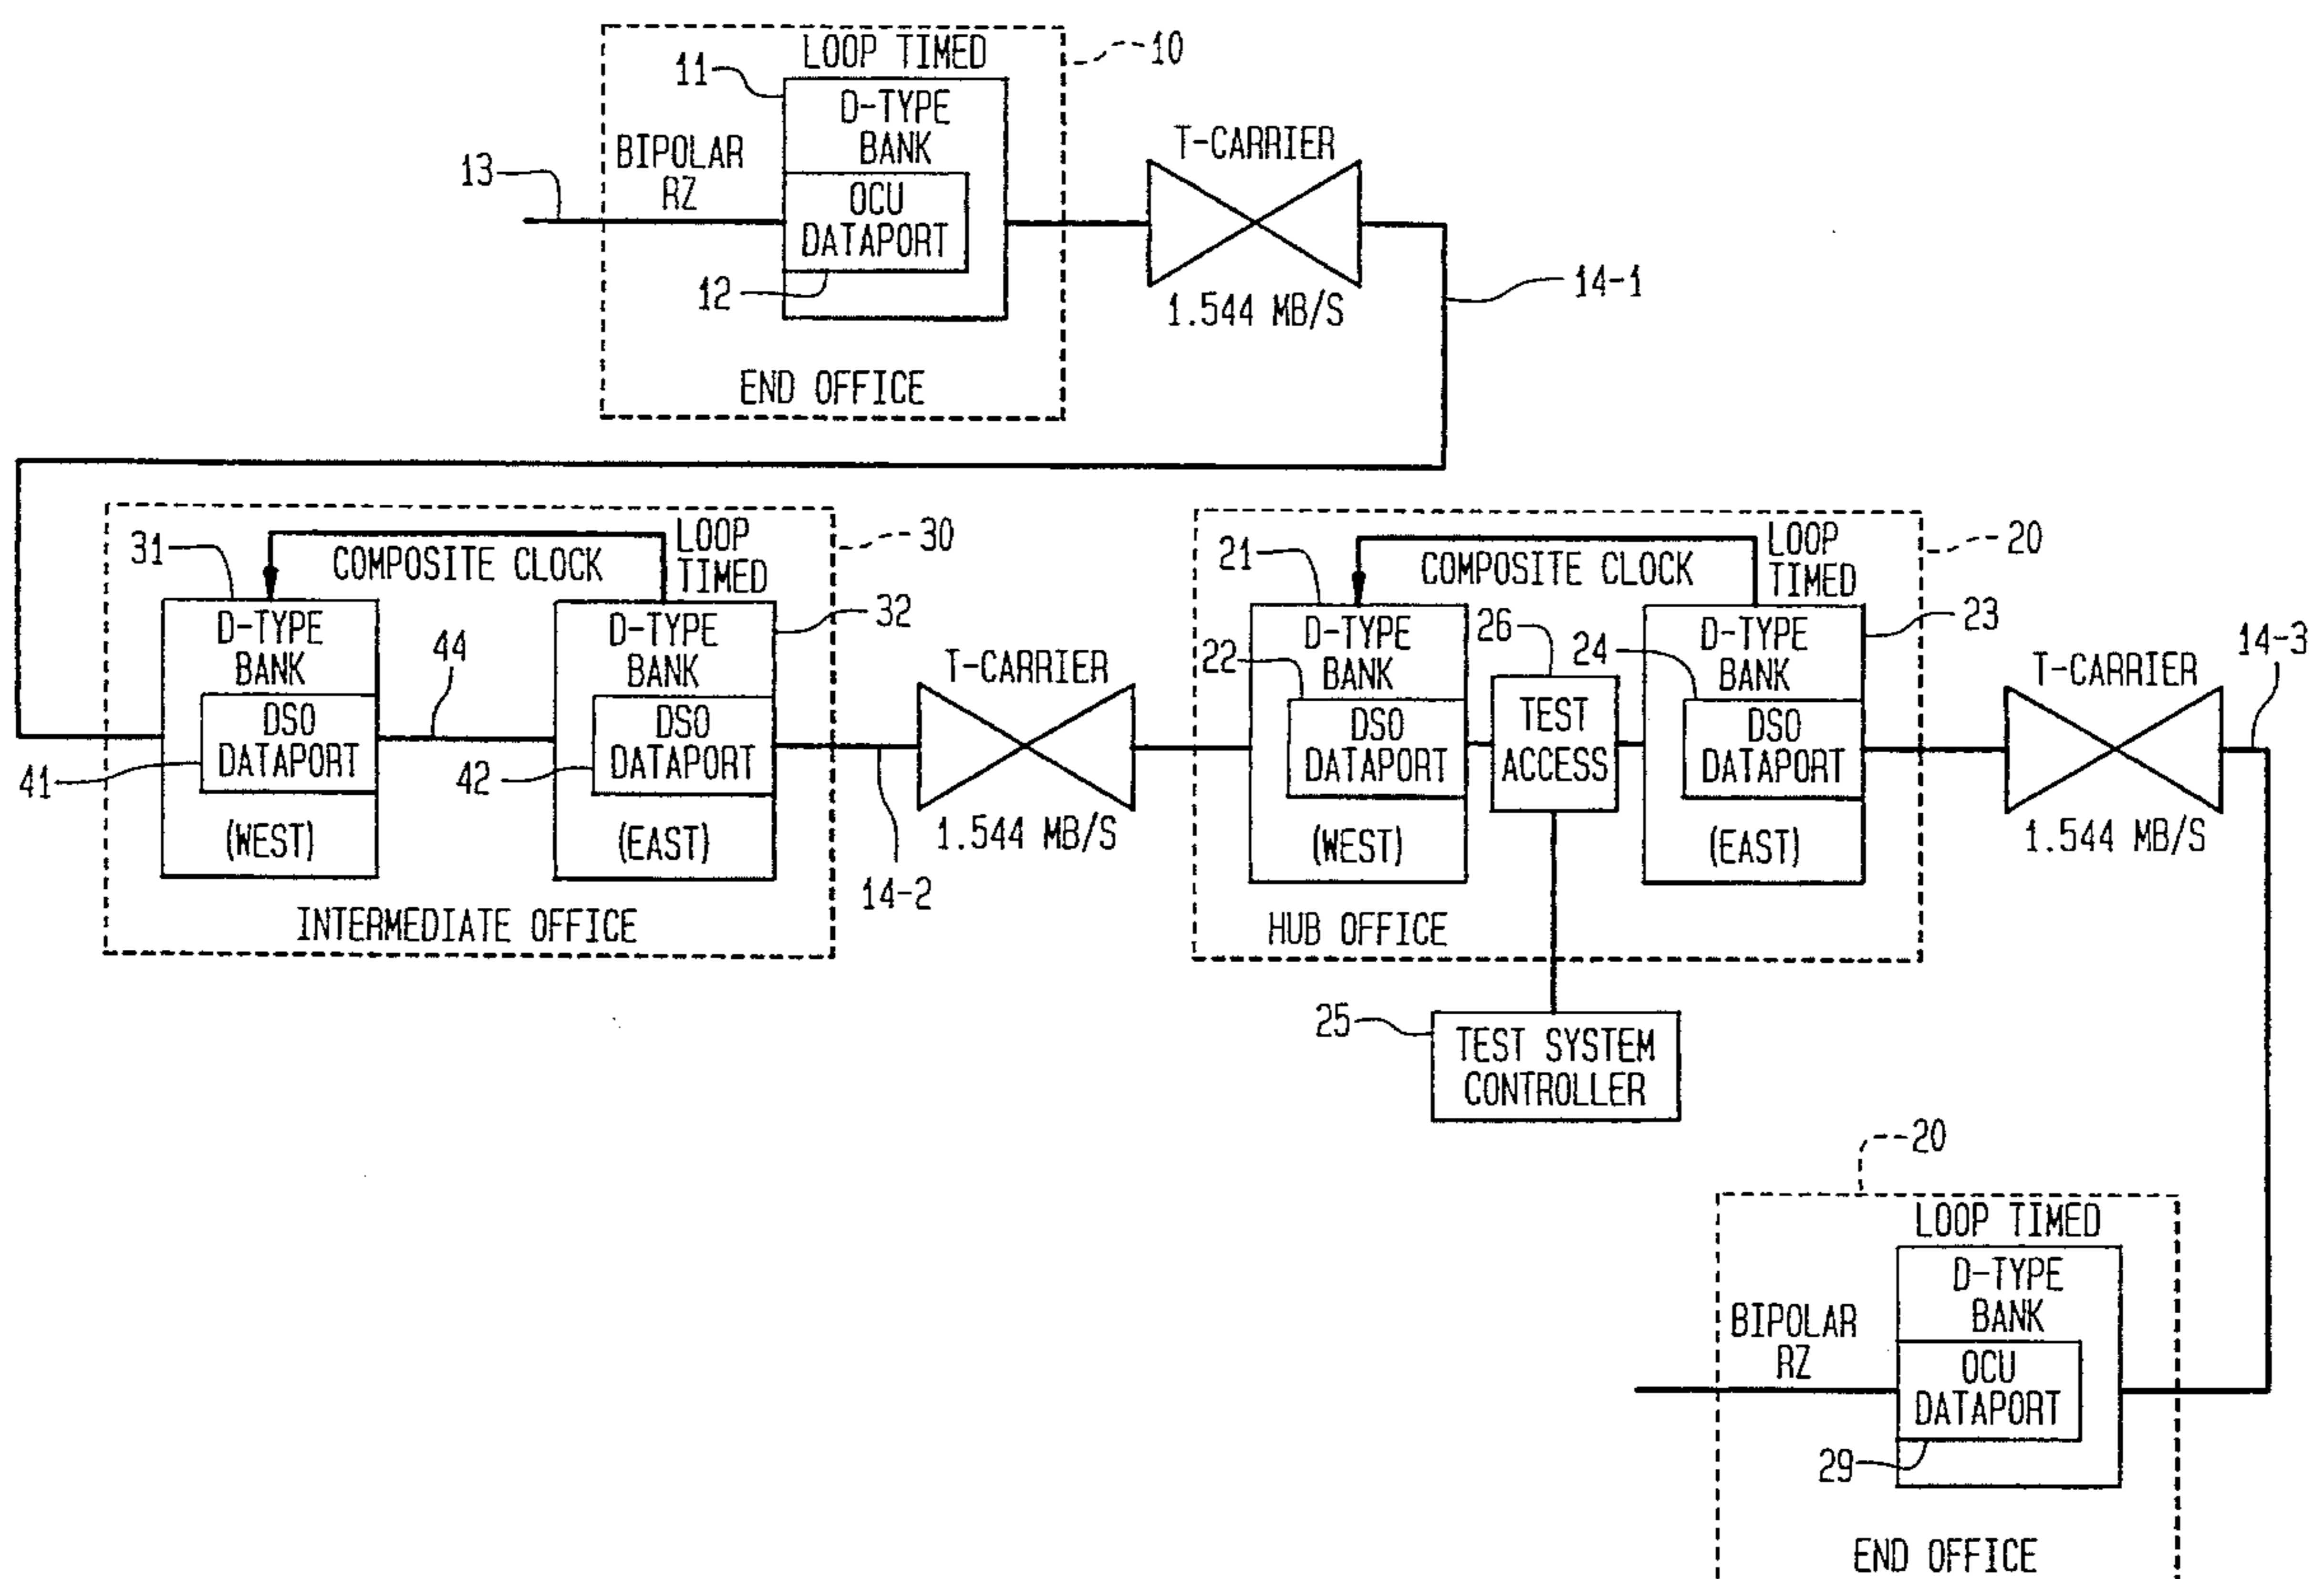 LOOP TIMED
10
11
D-TYPE
BANK
BIPOLAR
RZ
13
OCU
DATAPORT
12
END OFFICE
T-CARRIER
1.544 MB/S
14-1
31
COMPOSITE CLOCK
LOOP
TIMED
30
D-TYPE
BANK
DSO
DATAPORT
41
(WEST)
44
D-TYPE
BANK
32
DSO
DATAPORT
42
(EAST)
INTERMEDIATE OFFICE
14-2
T-CARRIER
1.544 MB/S
21
COMPOSITE CLOCK
LOOP
TIMED
20
D-TYPE
BANK
22
DSO
DATAPORT
(WEST)
26
TEST
ACCESS
24
D-TYPE
BANK
23
DSO
DATAPORT
(EAST)
HUB OFFICE
T-CARRIER
1.544 MB/S
14-3
25
TEST SYSTEM
CONTROLLER
20
LOOP TIMED
D-TYPE
BANK
BIPOLAR
RZ
OCU
DATAPORT
29
END OFFICE